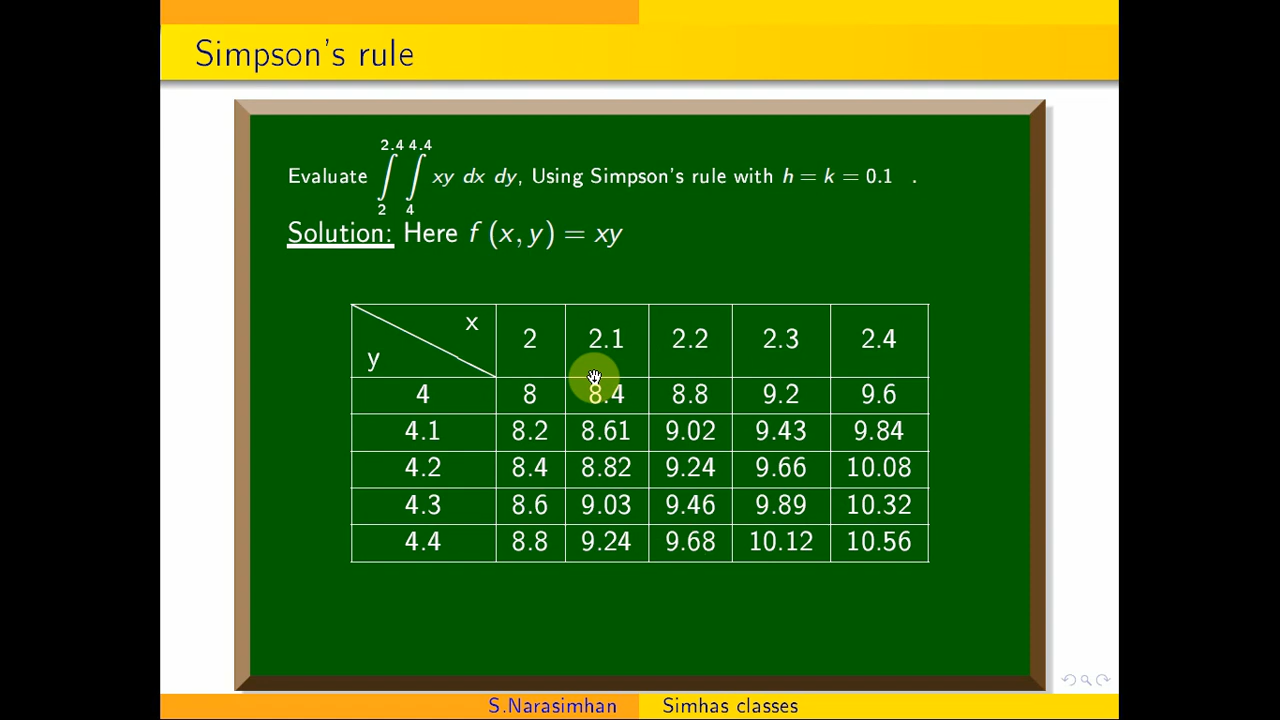 Simpson's rule
Evaluate ∫₂^2.4 ∫₄^4.4 xy dx dy, Using Simpson's rule with h = k = 0.1 .
Solution: Here f (x, y) = xy
y x 2 2.1 2.2 2.3 2.4
4 8 8.4 8.8 9.2 9.6
4.1 8.2 8.61 9.02 9.43 9.84
4.2 8.4 8.82 9.24 9.66 10.08
4.3 8.6 9.03 9.46 9.89 10.32
4.4 8.8 9.24 9.68 10.12 10.56
S.Narasimhan Simhas classes